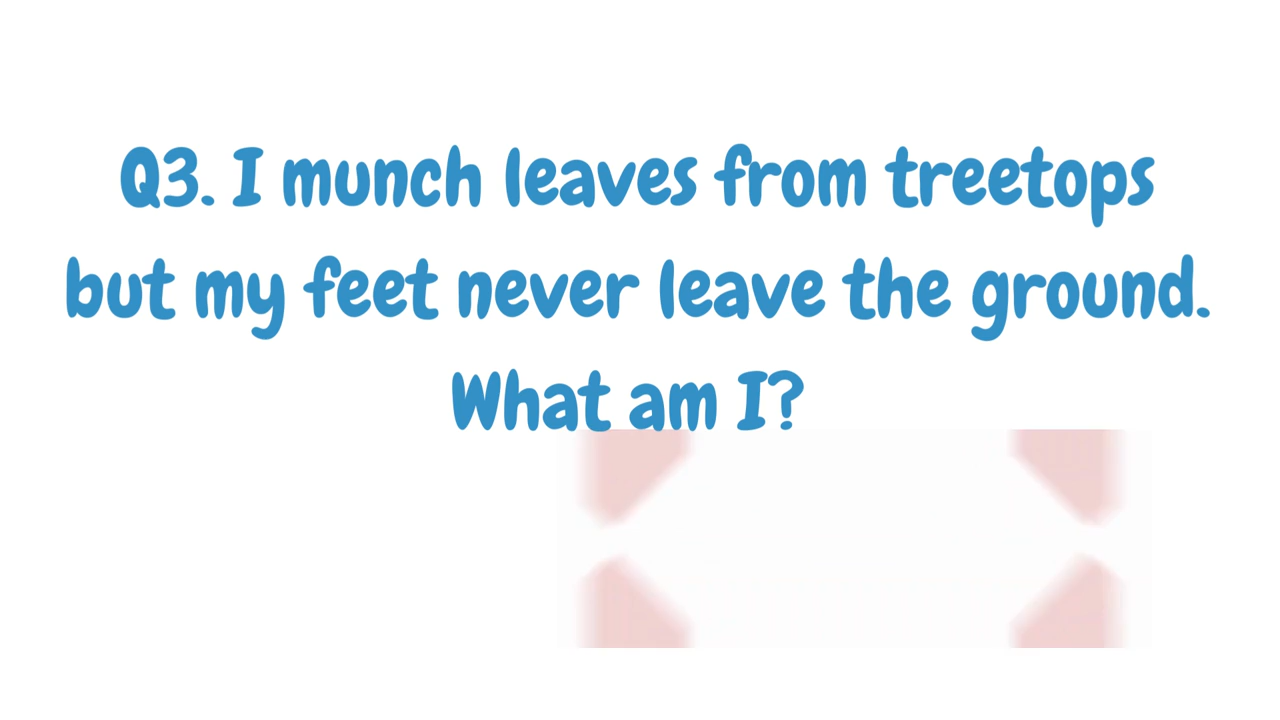 Q3. I munch leaves from treetops
but my feet never leave the ground.
What am I?